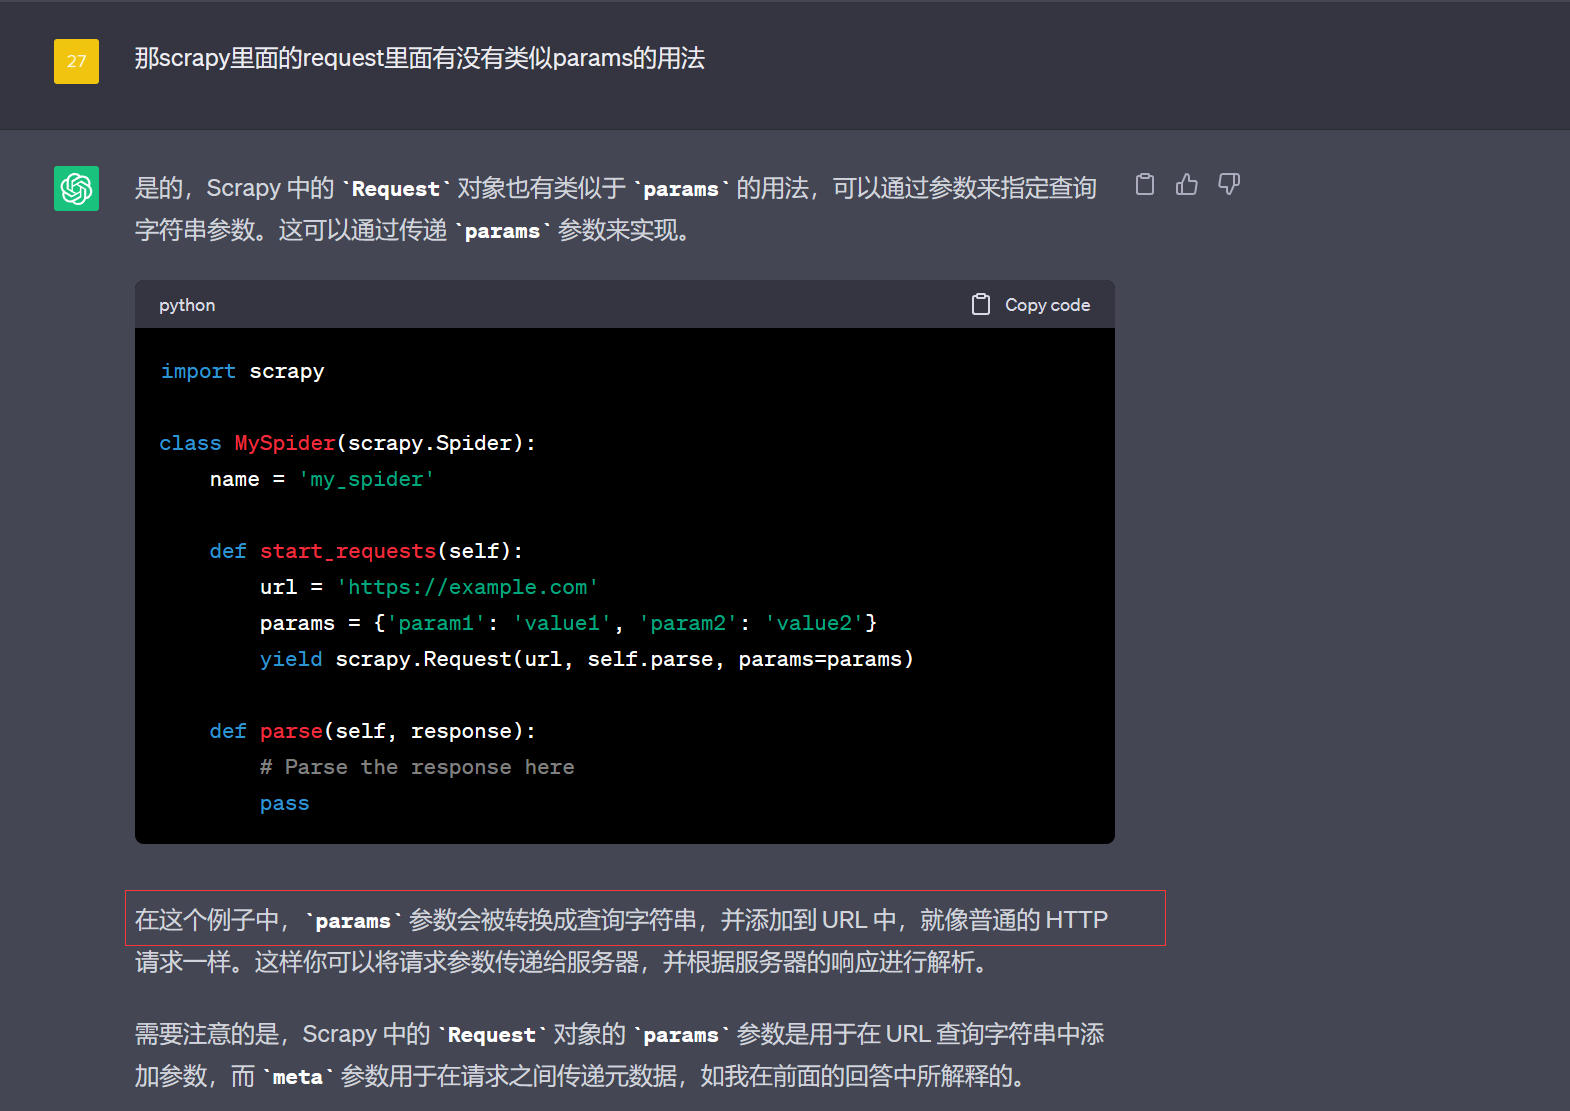 27
那scrapy里面的request里面有没有类似params的用法
是的，Scrapy 中的 `Request` 对象也有类似于 `params` 的用法，可以通过参数来指定查询
字符串参数。这可以通过传递 `params` 参数来实现。
python
Copy code
import scrapy
class MySpider(scrapy.Spider):
    name = 'my_spider'
    def start_requests(self):
        url = 'https://example.com'
        params = {'param1': 'value1', 'param2': 'value2'}
        yield scrapy.Request(url, self.parse, params=params)
    def parse(self, response):
        # Parse the response here
        pass
在这个例子中，`params` 参数会被转换成查询字符串，并添加到 URL 中，就像普通的 HTTP
请求一样。这样你可以将请求参数传递给服务器，并根据服务器的响应进行解析。
需要注意的是，Scrapy 中的 `Request` 对象的 `params` 参数是用于在 URL 查询字符串中添
加参数，而 `meta` 参数用于在请求之间传递元数据，如我在前面的回答中所解释的。